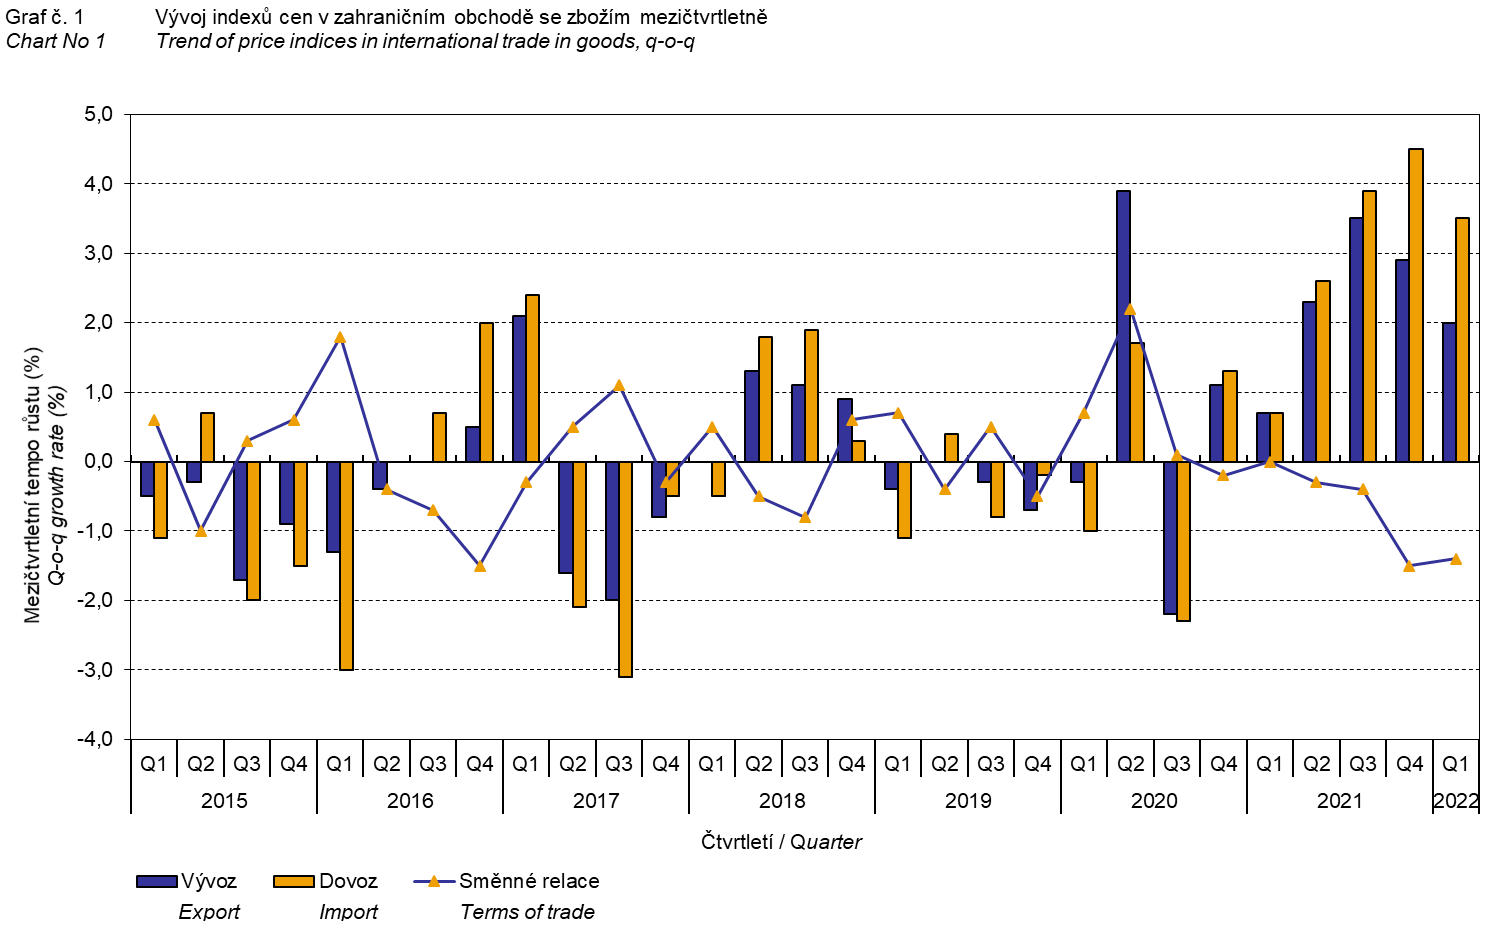 Graf č. 1 Vývoj indexů cen v zahraničním obchodě se zbožím mezičtvrtletně
Chart No 1 Trend of price indices in international trade in goods, q-o-q
Mezičtvrtletní tempo růstu (%)
Q-o-q growth rate (%)
5,0
4,0
3,0
2,0
1,0
0,0
-1,0
-2,0
-3,0
-4,0
Q1 Q2 Q3 Q4 Q1 Q2 Q3 Q4 Q1 Q2 Q3 Q4 Q1 Q2 Q3 Q4 Q1 Q2 Q3 Q4 Q1 Q2 Q3 Q4 Q1 Q2 Q3 Q4 Q1
2015 2016 2017 2018 2019 2020 2021 2022
Čtvrtletí / Quarter
Vývoz Dovoz Směnné relace
Export Import Terms of trade